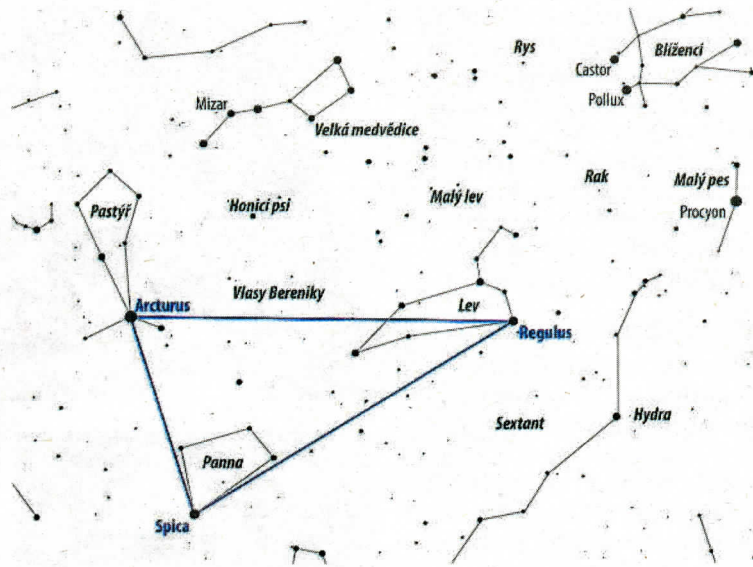 Rys
Blíženci
Castor
Pollux
Mizar
Velká medvědice
Rak
Malý pes
Procyon
Pastýř
Honicí psi
Malý lev
Vlasy Bereniky
Arcturus
Lev
Regulus
Sextant
Hydra
Panna
Spica